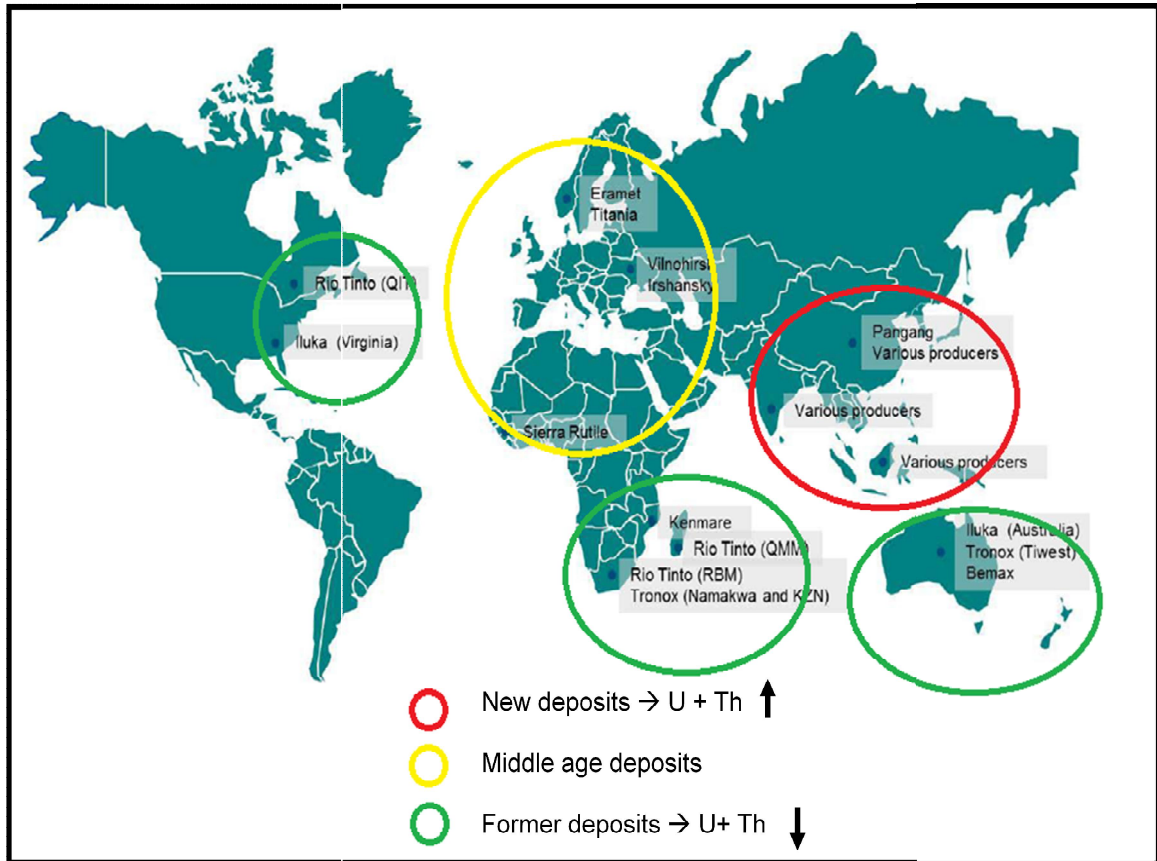 Eramet
Titania
Vilnohirsk
Irshansky
Rio Tinto (QIT)
Iluka (Virginia)
Pangang
Various producers
Various producers
Sierra Rutile
Various producers
Kenmare
Rio Tinto (QMM)
Rio Tinto (RBM)
Tronox (Namakwa and KZN)
Iluka (Australia)
Tronox (Tiwest)
Bemax
New deposits → U + Th ↑
Middle age deposits
Former deposits → U+ Th ↓